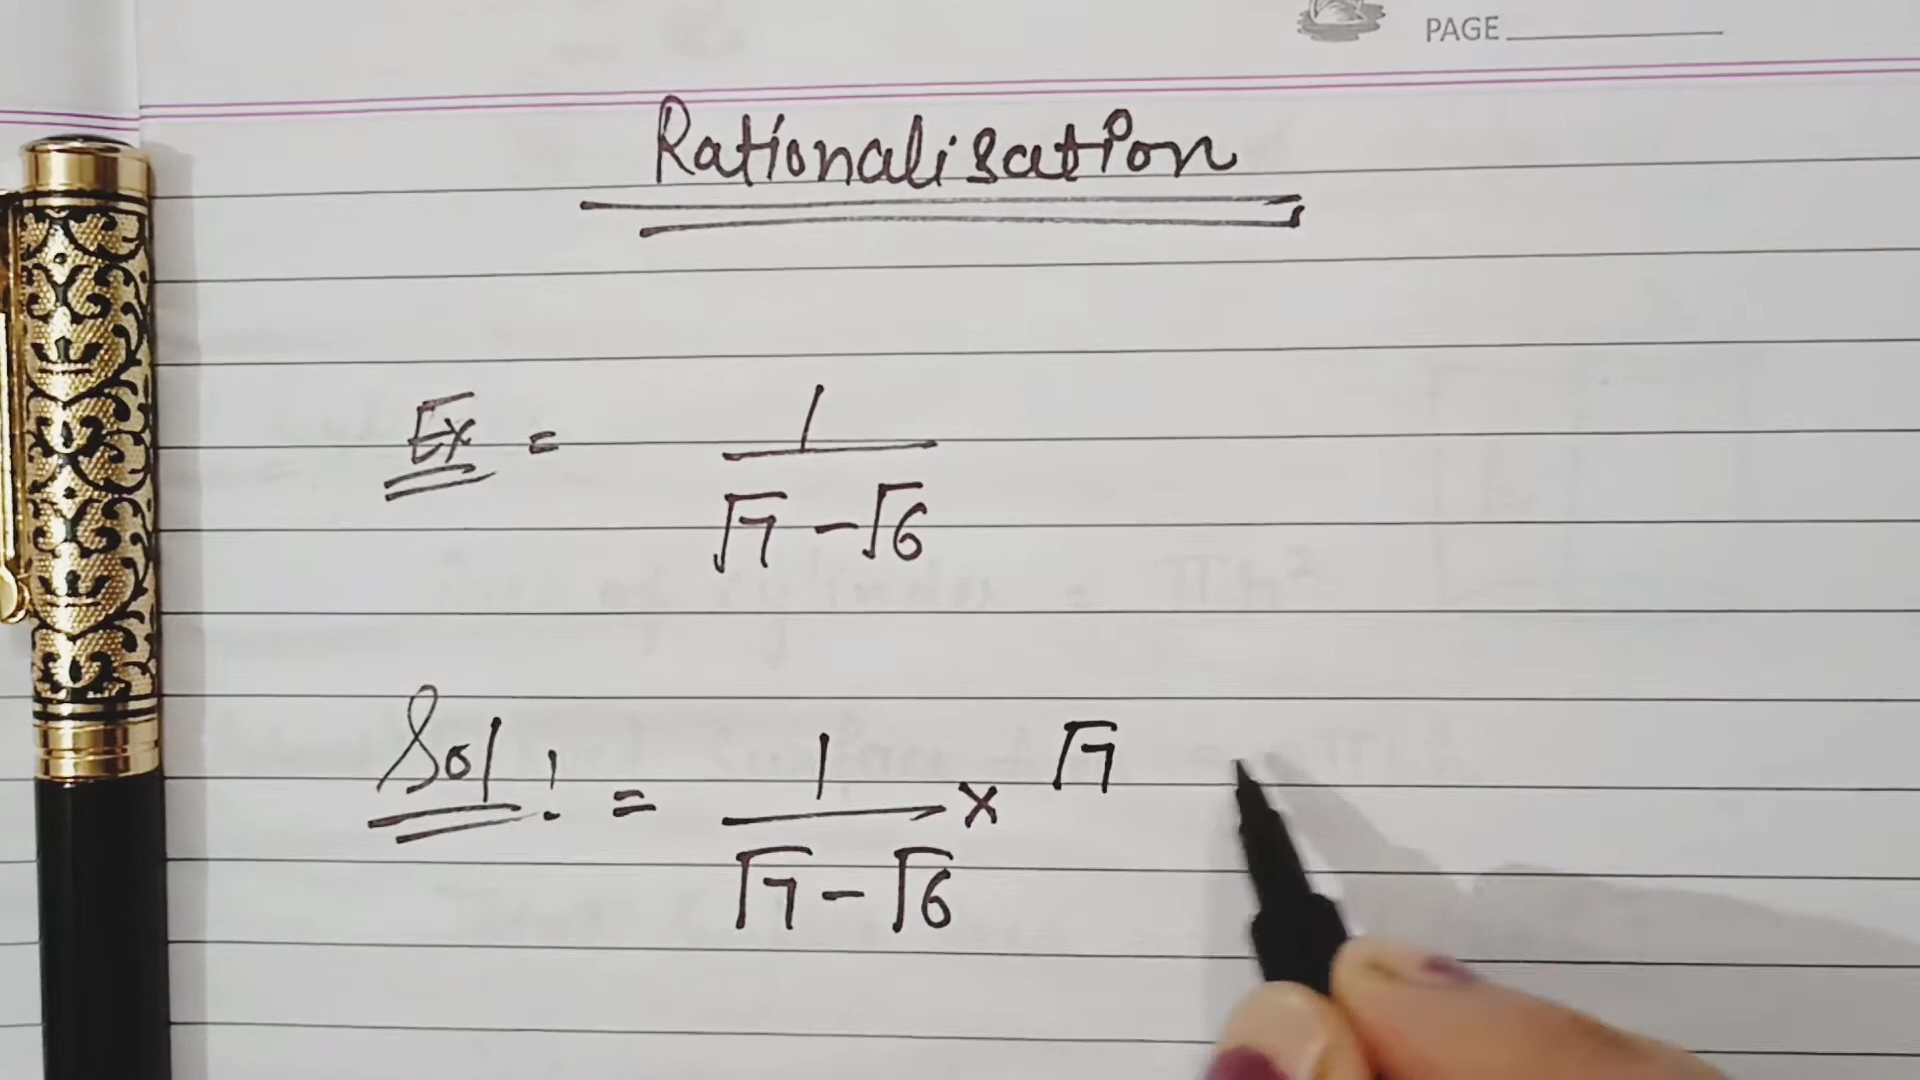 PAGE
Rationalisation
Ex = 1/(√7 - √6)
Sol: = 1/(√7 - √6) × √7